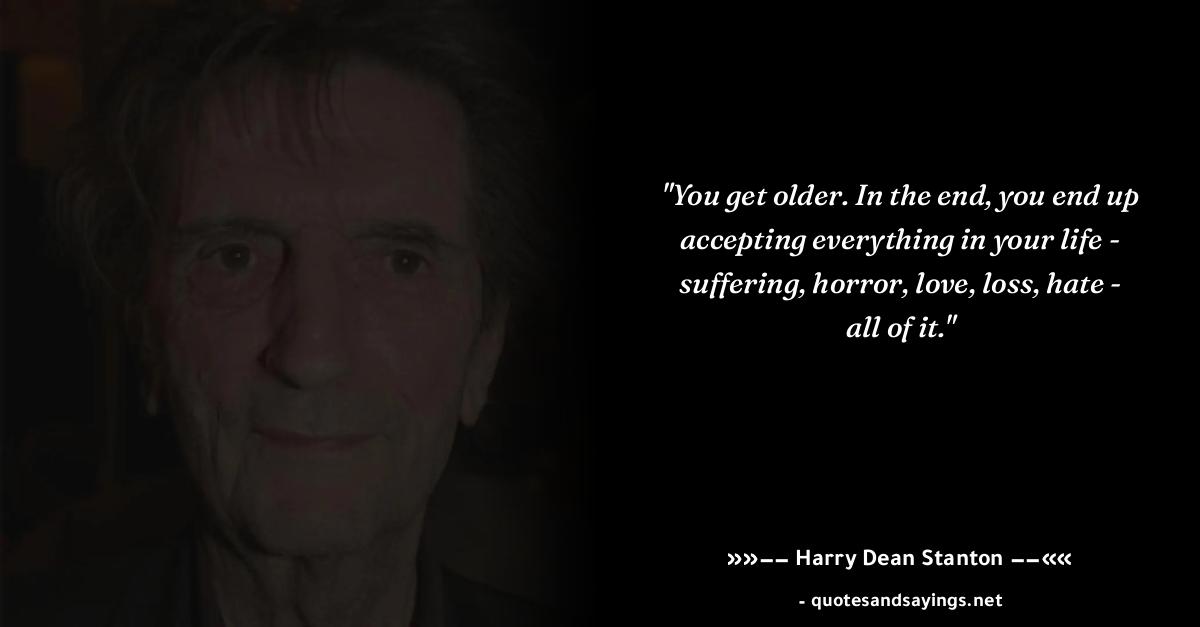 "You get older. In the end, you end up
accepting everything in your life -
suffering, horror, love, loss, hate -
all of it."
»»−− Harry Dean Stanton −−««
- quotesandsayings.net